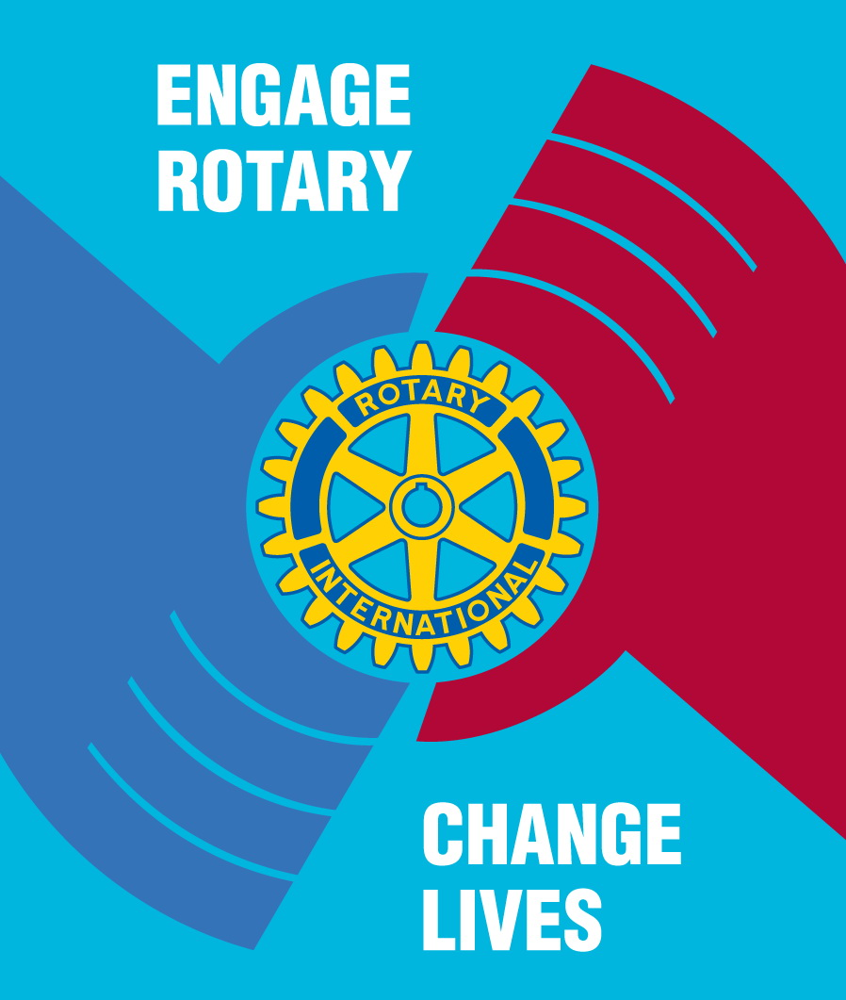 ENGAGE
ROTARY
ROTARY
INTERNATIONAL
CHANGE
LIVES